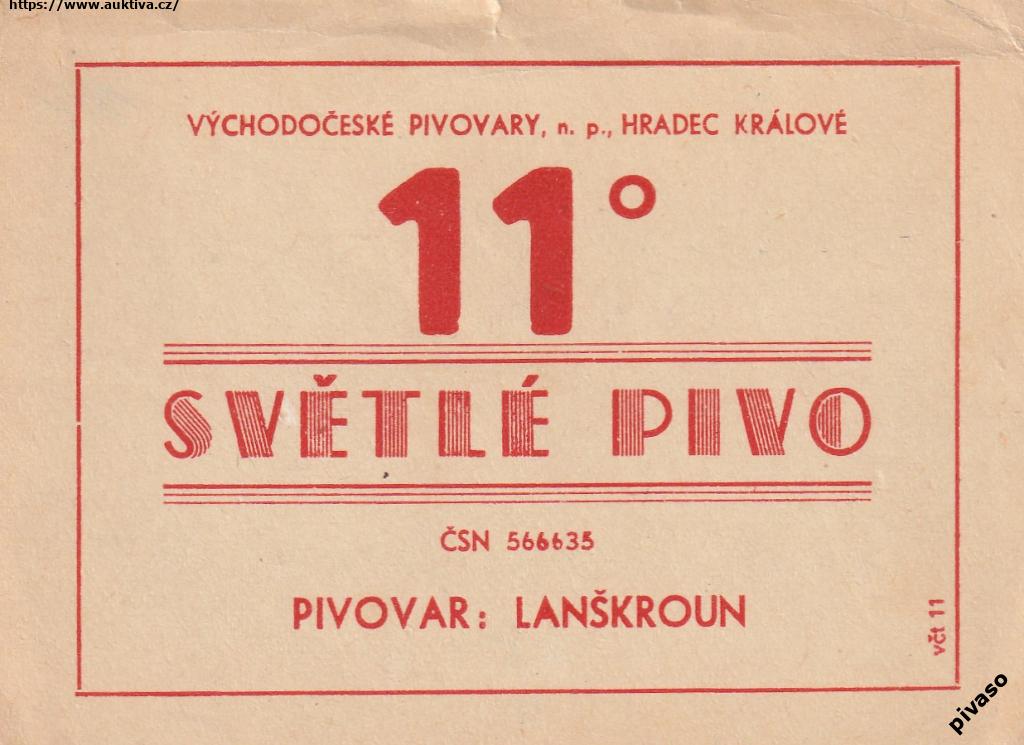 https://www.auktiva.cz/
VÝCHODOČESKÉ PIVOVARY, n. p., HRADEC KRÁLOVÉ
11°
SVĚTLÉ PIVO
ČSN 566635
PIVOVAR: LANŠKROUN
včt 11
pivaso